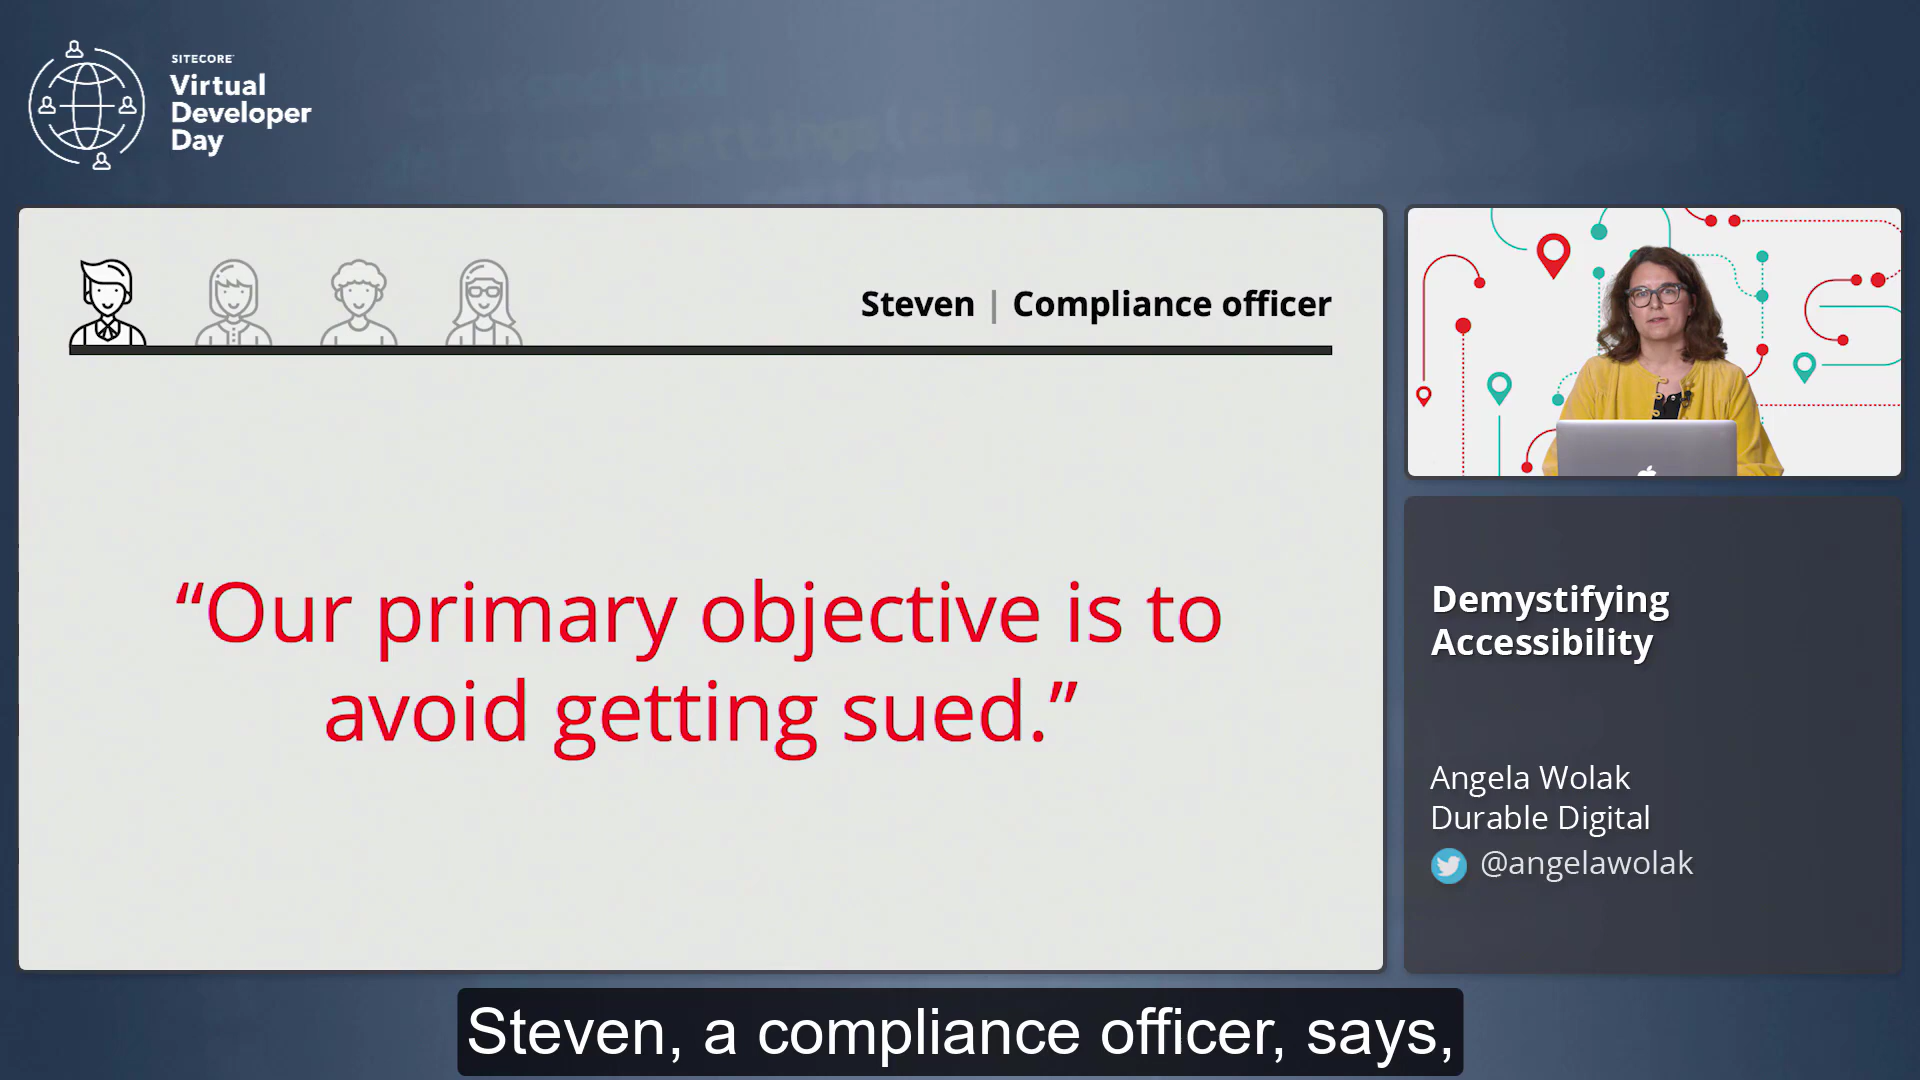 SITECORE
Virtual
Developer
Day
Steven | Compliance officer
“Our primary objective is to
avoid getting sued.”
Demystifying
Accessibility
Angela Wolak
Durable Digital
@angelawolak
Steven, a compliance officer, says,